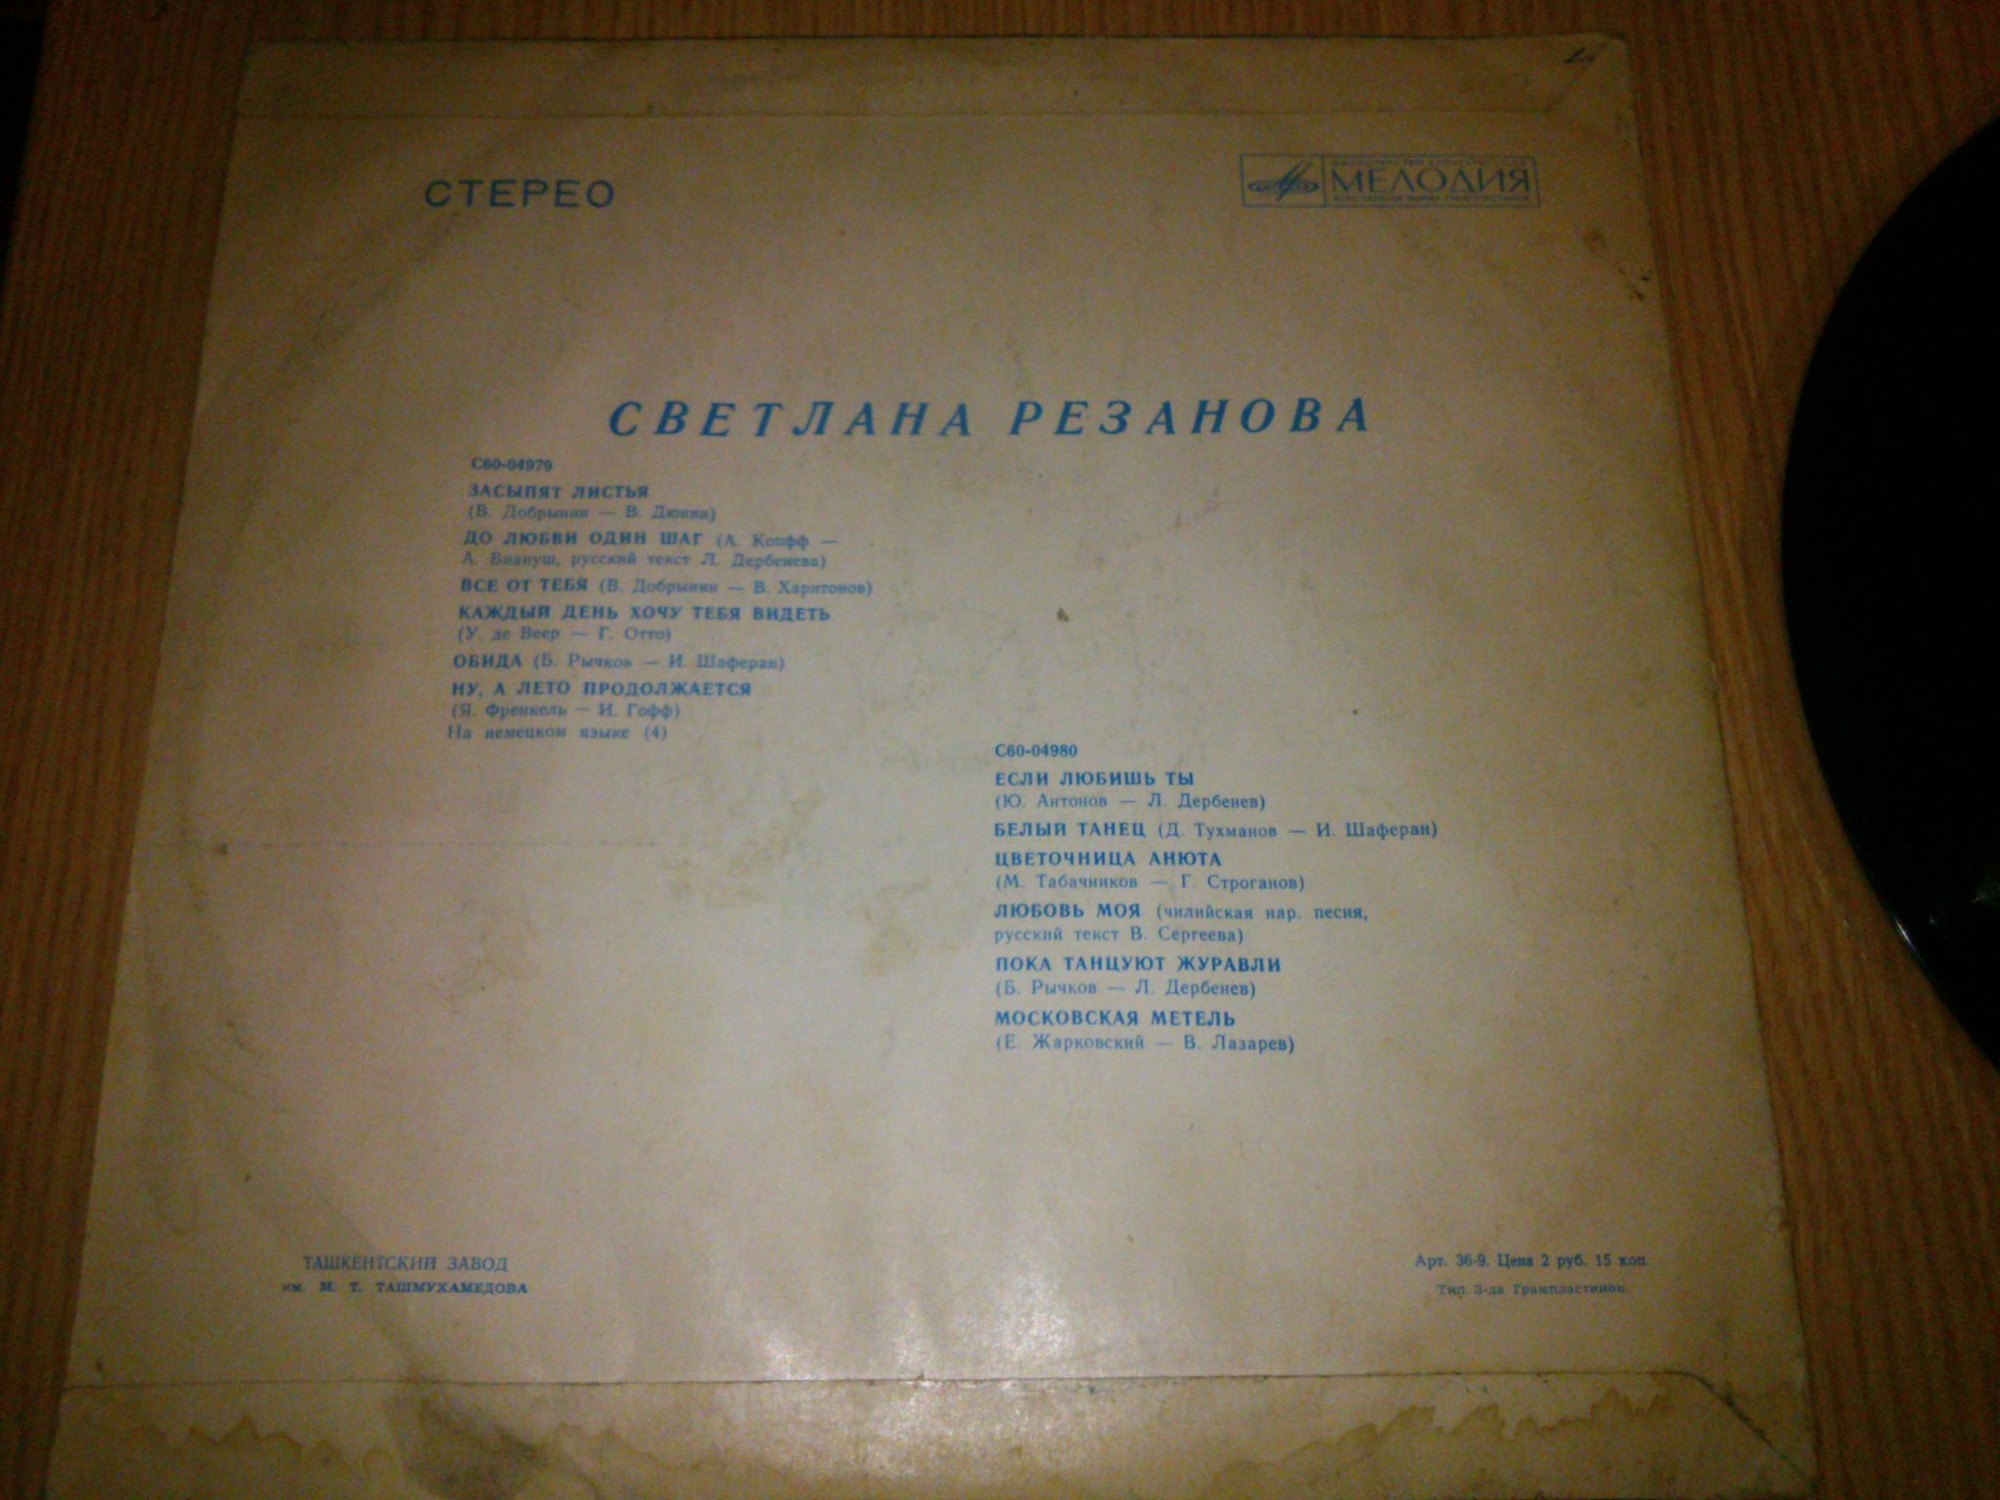 СТЕРЕО
МЕЛОДИЯ
СВЕТЛАНА РЕЗАНОВА
С60-04979
ЗАСЫПЯТ ЛИСТЬЯ
(В. Добрынин — В. Дюнин)
ДО ЛЮБВИ ОДИН ШАГ (А. Копфф —
А. Биануш, русский текст Л. Дербенева)
ВСЕ ОТ ТЕБЯ (В. Добрынин — В. Харитонов)
КАЖДЫЙ ДЕНЬ ХОЧУ ТЕБЯ ВИДЕТЬ
(У. де Веер — Г. Отто)
ОБИДА (Б. Рычков — И. Шаферан)
НУ, А ЛЕТО ПРОДОЛЖАЕТСЯ
(Я. Френкель — И. Гофф)
На немецком языке (4)
С60-04980
ЕСЛИ ЛЮБИШЬ ТЫ
(Ю. Антонов — Л. Дербенев)
БЕЛЫЙ ТАНЕЦ (Д. Тухманов — И. Шаферан)
ЦВЕТОЧНИЦА АНЮТА
(М. Табачников — Г. Строганов)
ЛЮБОВЬ МОЯ (чилийская нар. песня,
русский текст В. Сергеева)
ПОКА ТАНЦУЮТ ЖУРАВЛИ
(Б. Рычков — Л. Дербенев)
МОСКОВСКАЯ МЕТЕЛЬ
(Е. Жарковский — В. Лазарев)
ТАШКЕНТСКИЙ ЗАВОД
им. М. Т. ТАШМУХАМЕДОВА
Арт. 36-9. Цена 2 руб. 15 коп.
Тип. З-да. Грампластинок.